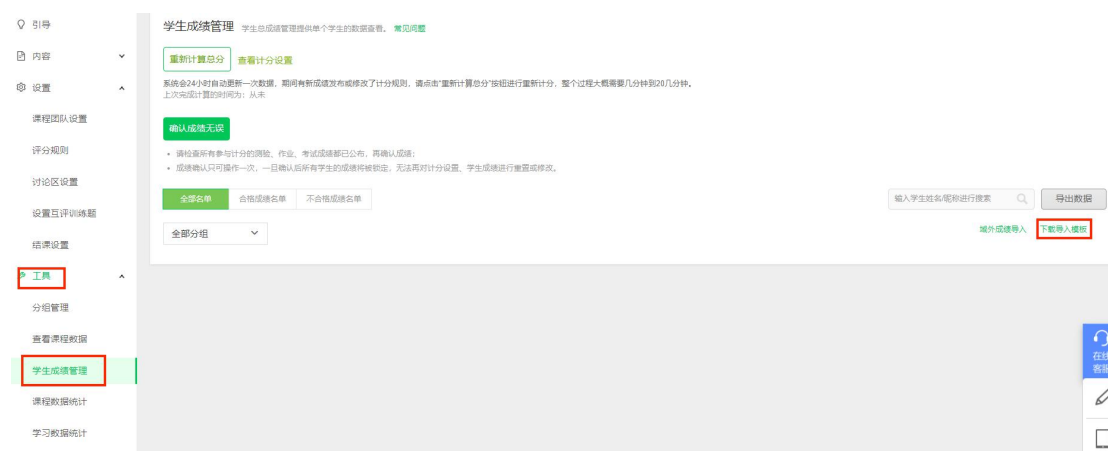 引导
内容
设置
课程团队设置
评分规则
讨论区设置
设置互评训练题
结课设置
工具
分组管理
查看课程数据
学生成绩管理
课程数据统计
学习数据统计
学生成绩管理 学生总成绩管理提供单个学生的数据查看。 常见问题
重新计算总分 查看计分设置
系统会24小时自动更新一次数据，期间有新成绩发布或修改了计分规则，请点击“重新计算总分”按钮进行重新计分，整个过程大概需要几分钟到20几分钟。
上次完成计算的时间为：从未
确认成绩无误
• 请检查所有参与计分的测验、作业、考试成绩都已公布，再确认成绩；
• 成绩确认只可操作一次，一旦确认后所有学生的成绩将被锁定，无法再对计分设置、学生成绩进行重置或修改。
全部名单 合格成绩名单 不合格成绩名单 输入学生姓名/昵称进行搜索 导出数据
全部分组 域外成绩导入 下载导入模板
在线
客服